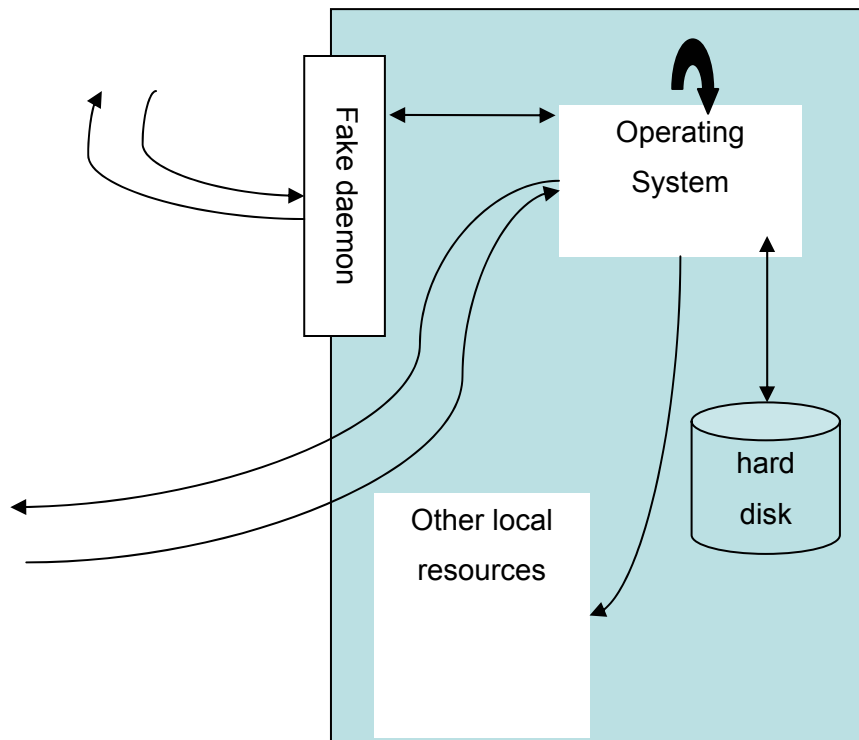 Fake daemon
Operating
System
hard
disk
Other local
resources